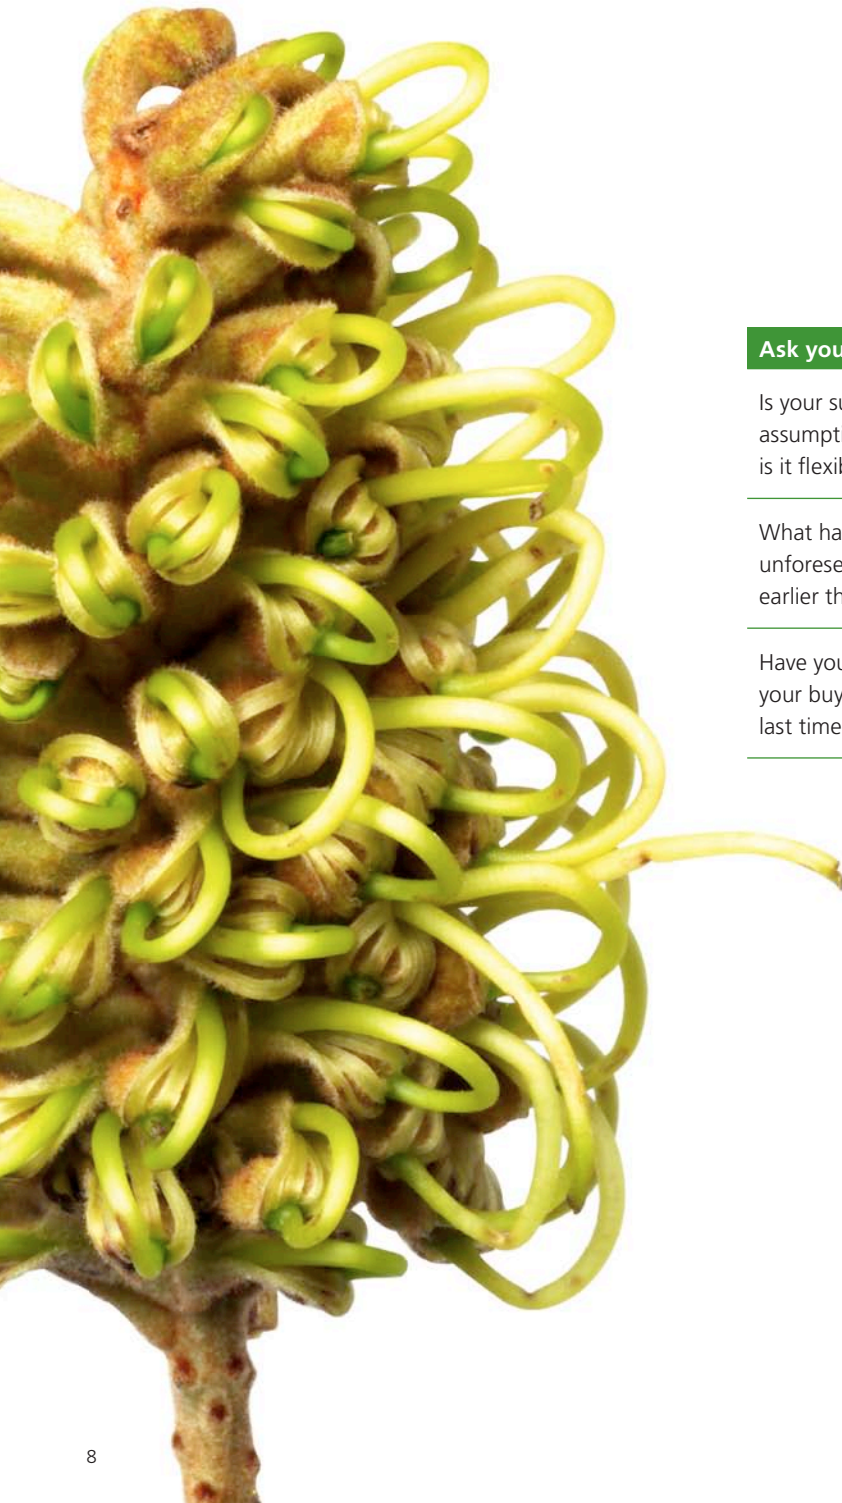 Ask you
Is your su
assumpti
is it flexib
What ha
unforese
earlier th
Have you
your buy
last time
8